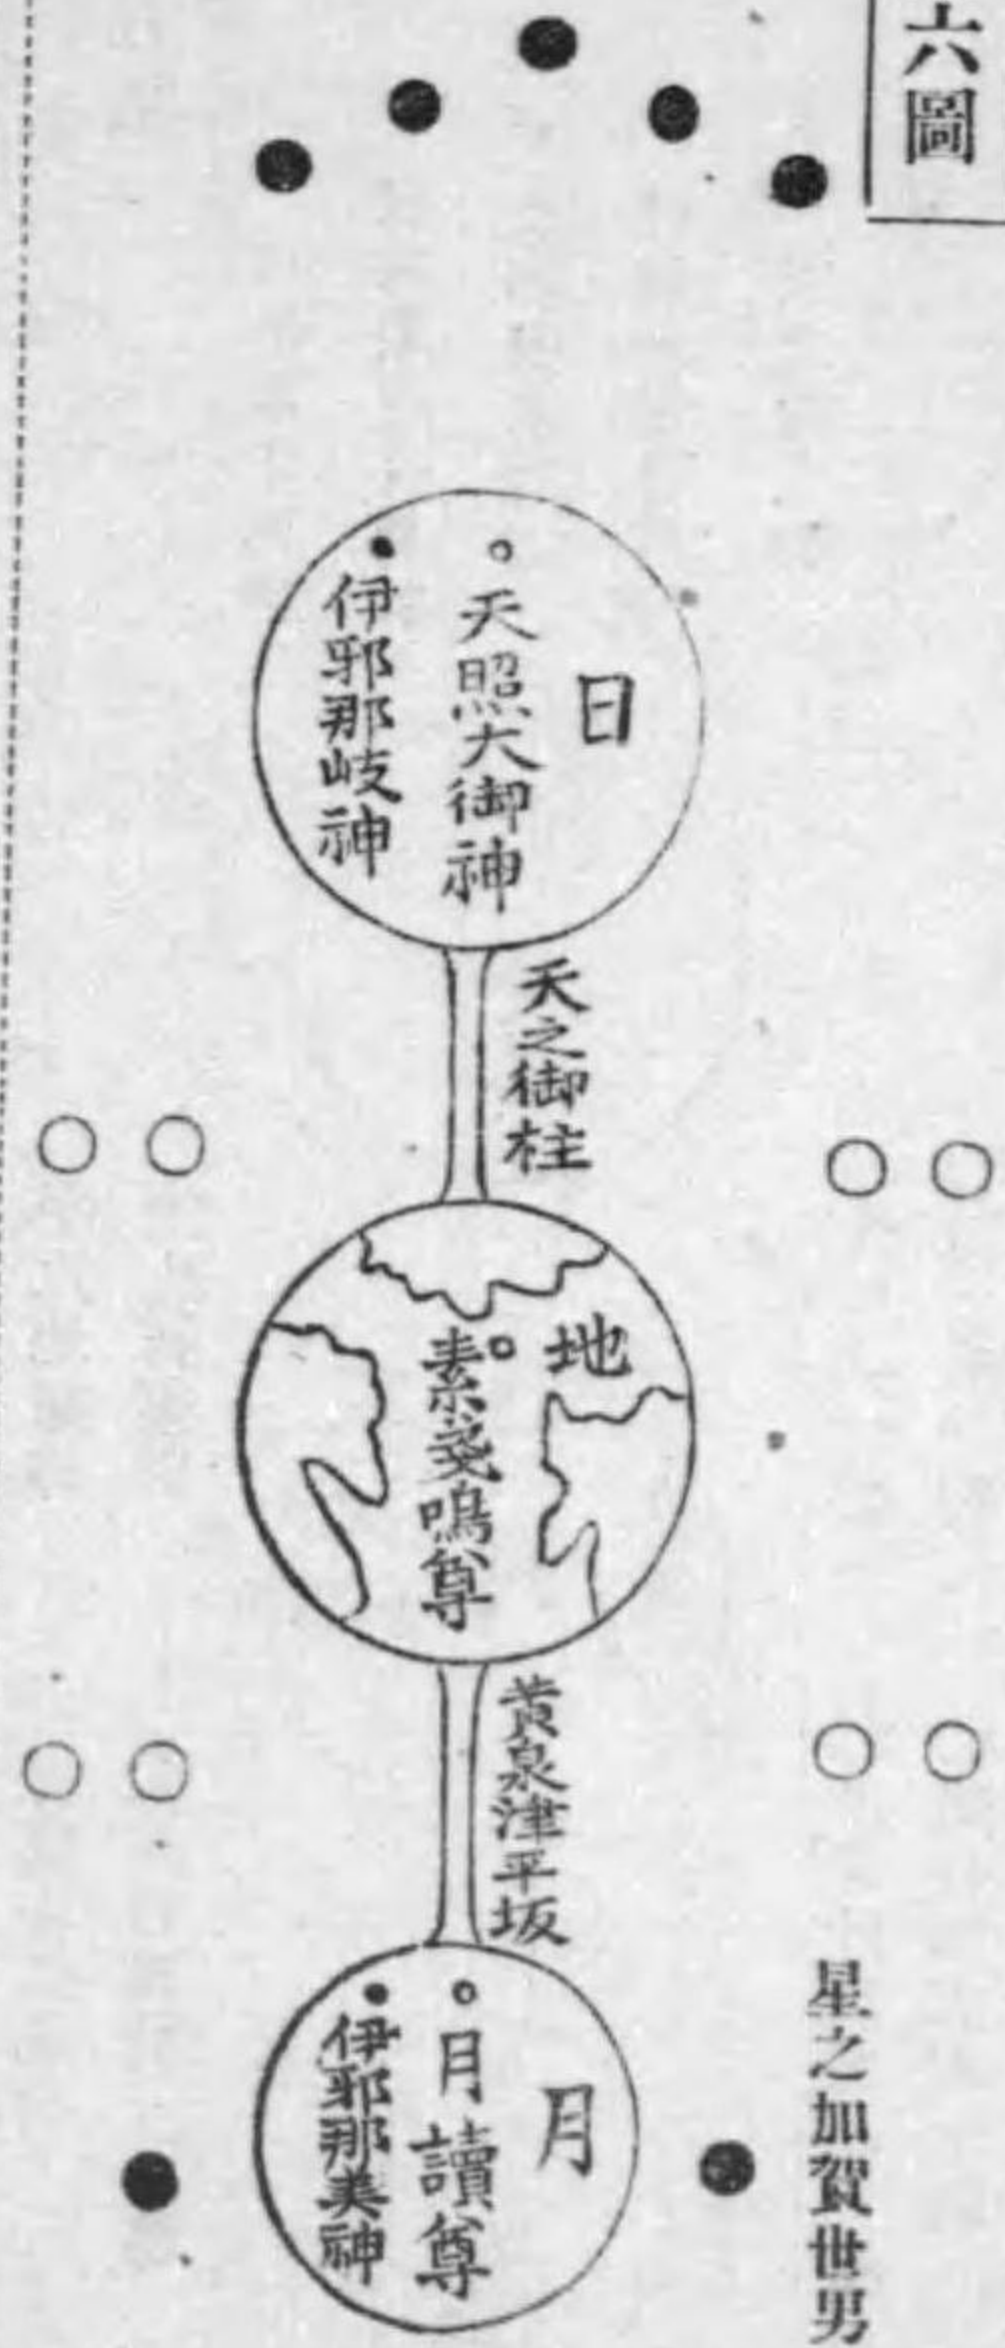 六圖
日
天照大御神
伊邪那岐神
天之御柱
地
素戔嗚尊
黄泉津平坂
月
月讀尊
伊邪那美神
星之加賀世男